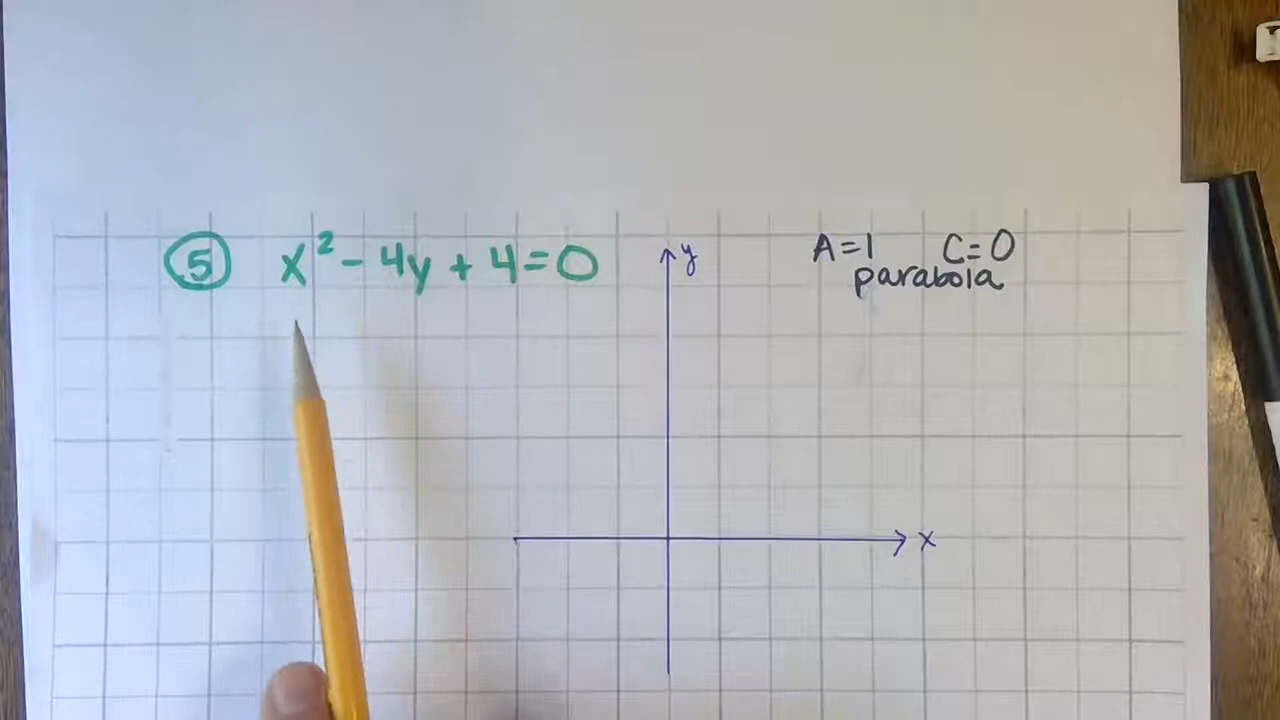 ⑤ x² - 4y + 4 = 0
A=1 C=0
parabola
y
x